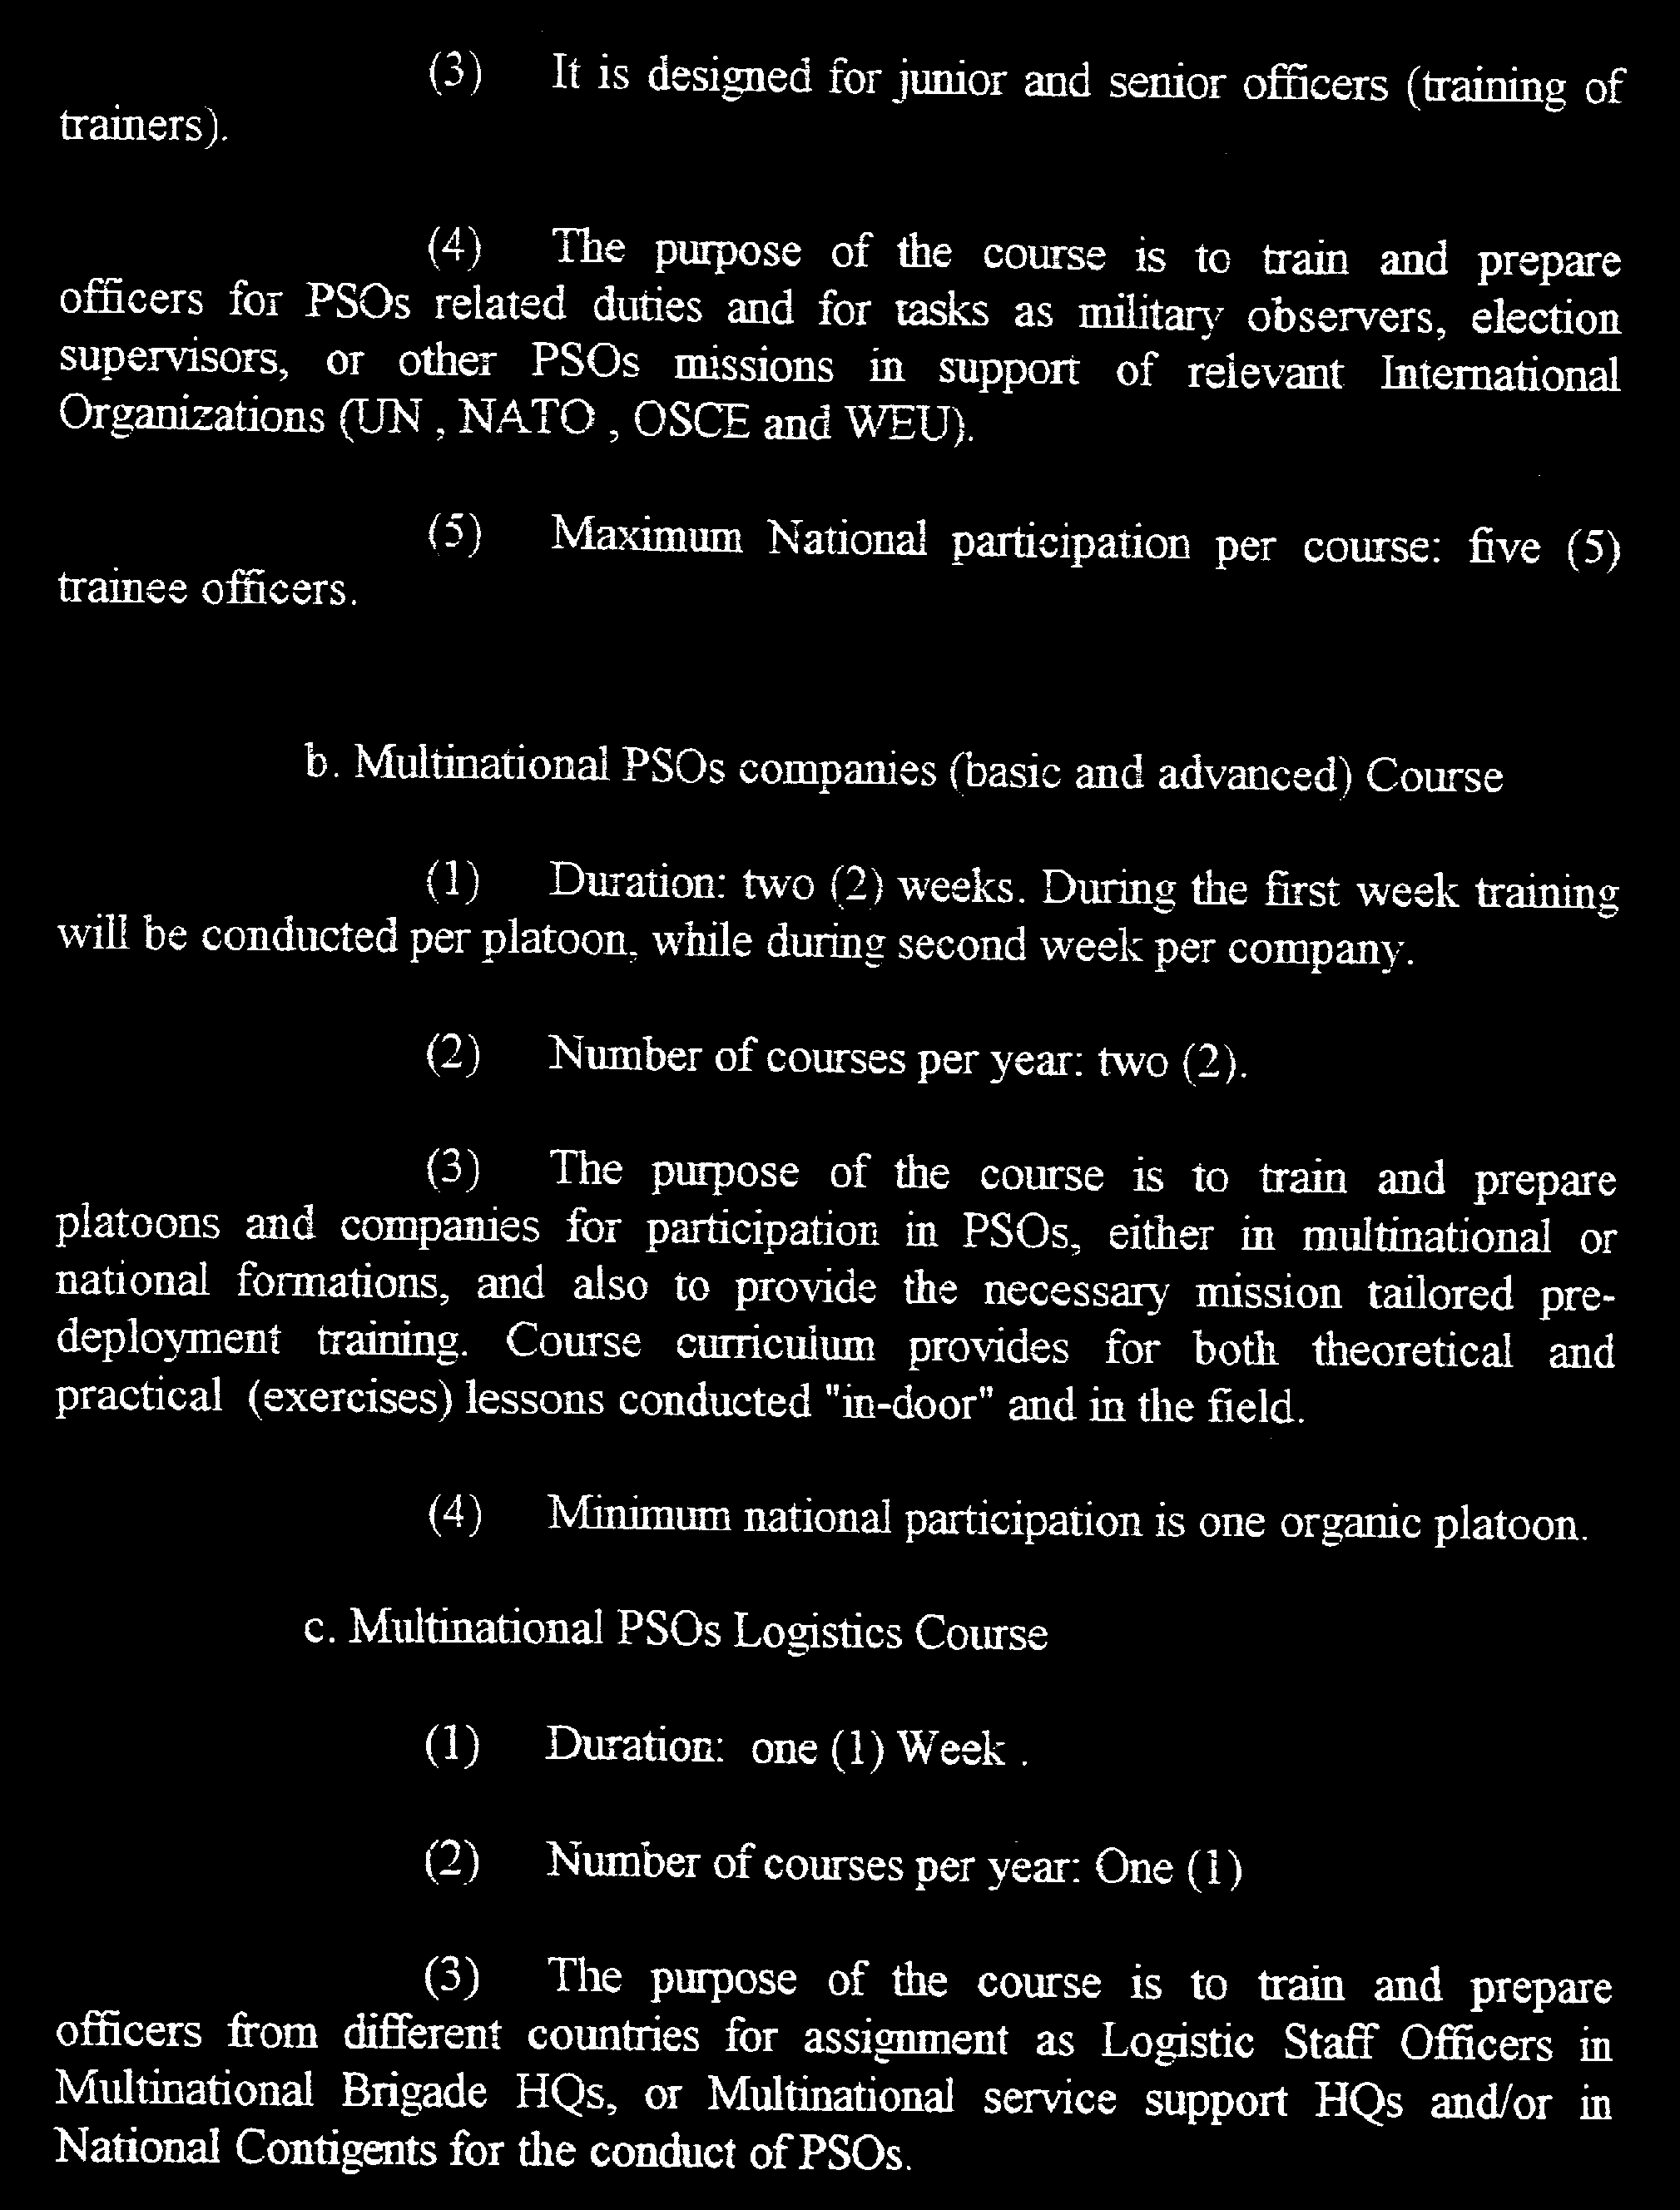 (3) It is designed for junior and senior officers (training of
trainers).
(4) The purpose of the course is to train and prepare
officers for PSOs related duties and for tasks as military observers, election
supervisors, or other PSOs missions in support of relevant International
Organizations (UN , NATO , OSCE and WEU).
(5) Maximum National participation per course: five (5)
trainee officers.
b. Multinational PSOs companies (basic and advanced) Course
(1) Duration: two (2) weeks. During the first week training
will be conducted per platoon, while during second week per company.
(2) Number of courses per year: two (2).
(3) The purpose of the course is to train and prepare
platoons and companies for participation in PSOs, either in multinational or
national formations, and also to provide the necessary mission tailored pre-
deployment training. Course curriculum provides for both theoretical and
practical (exercises) lessons conducted "in-door" and in the field.
(4) Minimum national participation is one organic platoon.
c. Multinational PSOs Logistics Course
(1) Duration: one (1) Week .
(2) Number of courses per year: One (1)
(3) The purpose of the course is to train and prepare
officers from different countries for assignment as Logistic Staff Officers in
Multinational Brigade HQs, or Multinational service support HQs and/or in
National Contigents for the conduct of PSOs.